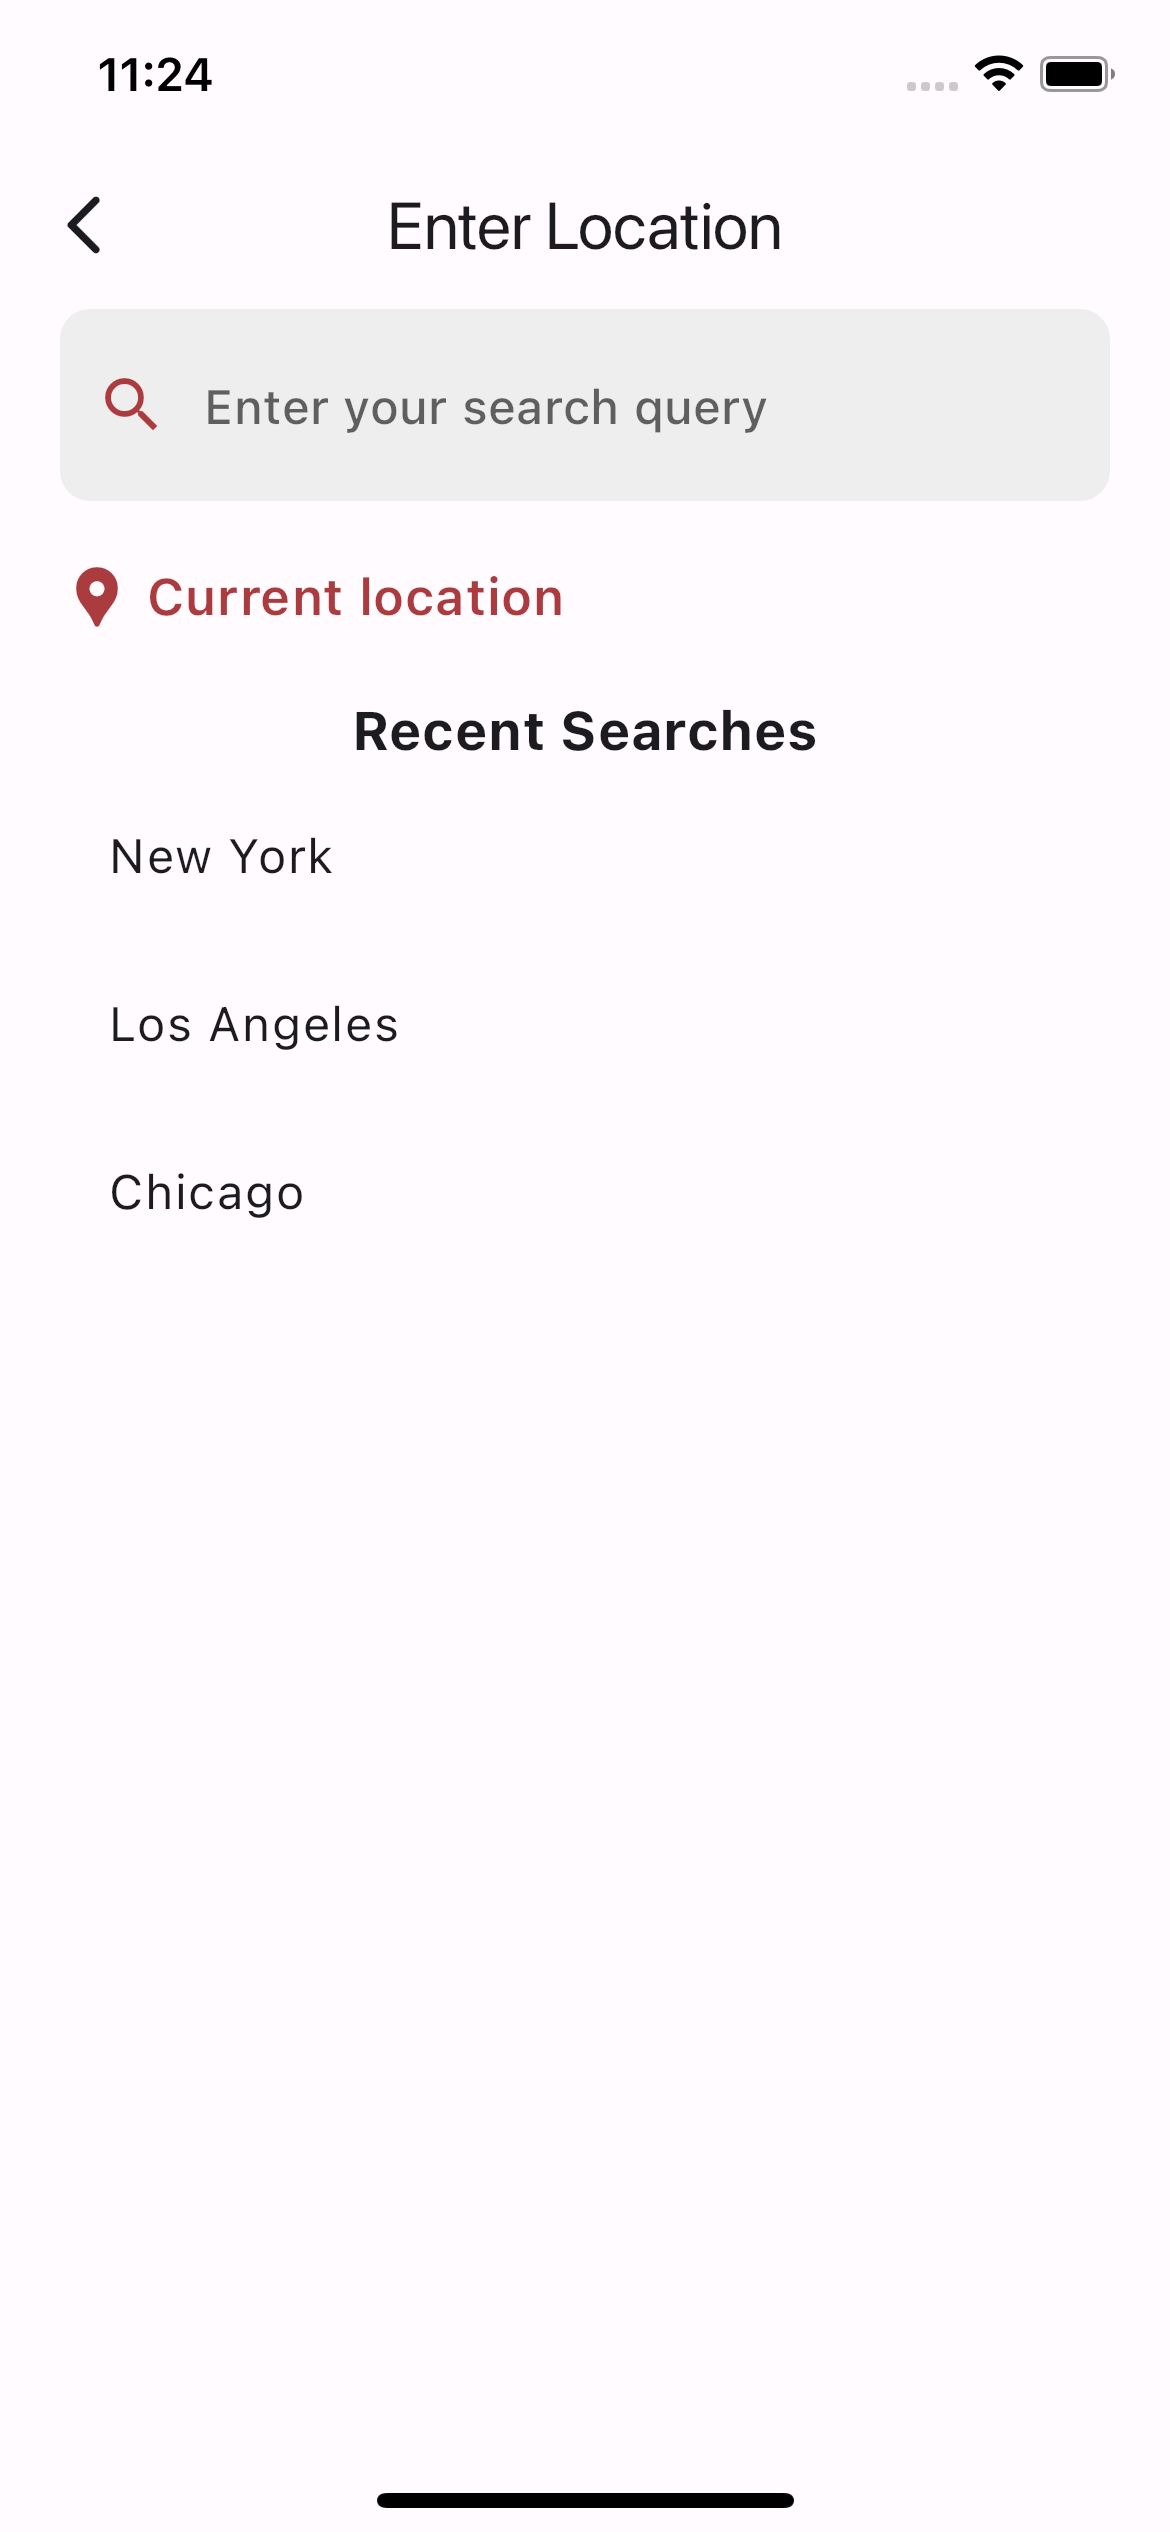 11:24
Enter Location
Enter your search query
Current location
Recent Searches
New York
Los Angeles
Chicago